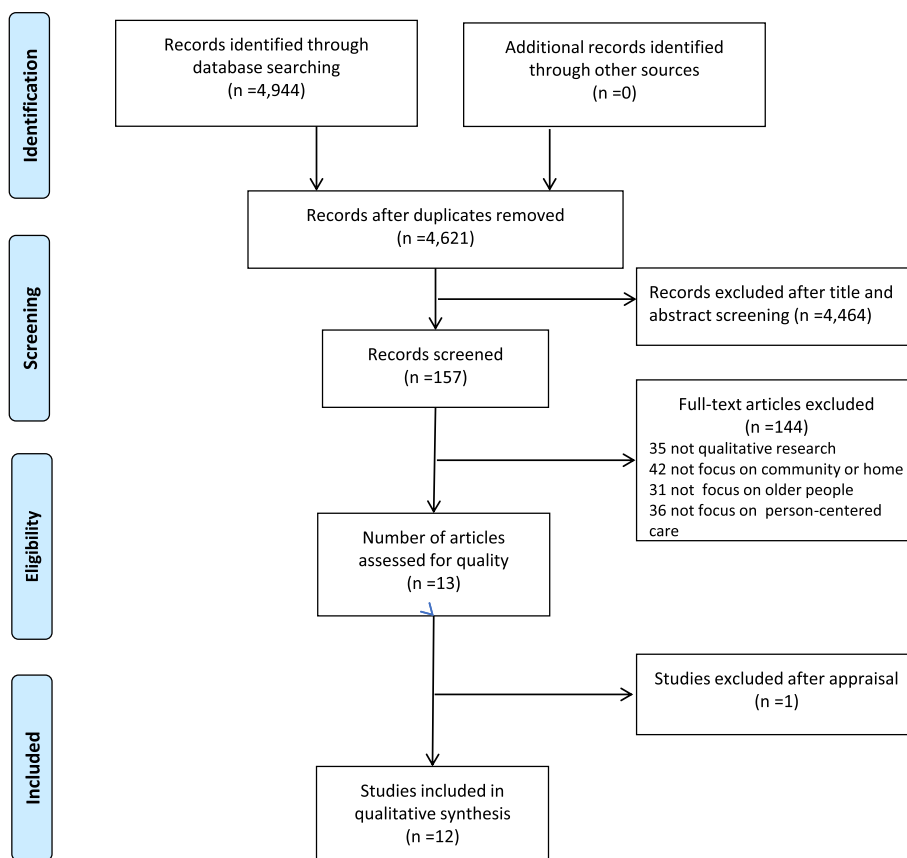 Identification
Records identified through
database searching
(n =4,944)
Additional records identified
through other sources
(n =0)
Records after duplicates removed
(n =4,621)
Screening
Records excluded after title and
abstract screening (n =4,464)
Records screened
(n =157)
Full-text articles excluded
(n =144)
35 not qualitative research
42 not focus on community or home
31 not focus on older people
36 not focus on person-centered
care
Eligibility
Number of articles
assessed for quality
(n =13)
Included
Studies excluded after appraisal
(n =1)
Studies included in
qualitative synthesis
(n =12)